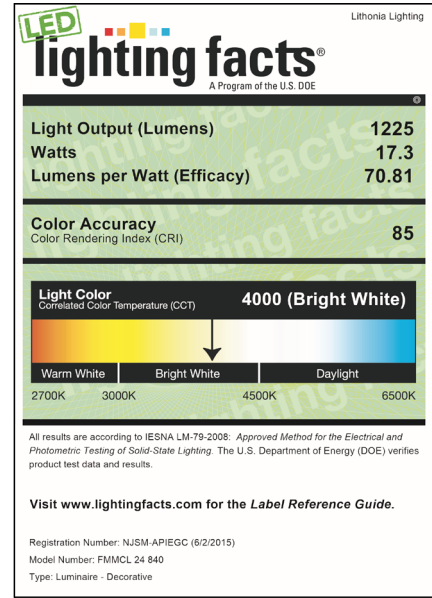 Lithonia Lighting
LED
lighting facts®
A Program of the U.S. DOE
Light Output (Lumens) 1225
Watts 17.3
Lumens per Watt (Efficacy) 70.81
Color Accuracy
Color Rendering Index (CRI) 85
Light Color
Correlated Color Temperature (CCT) 4000 (Bright White)
Warm White Bright White Daylight
2700K 3000K 4500K 6500K
All results are according to IESNA LM-79-2008: Approved Method for the Electrical and
Photometric Testing of Solid-State Lighting. The U.S. Department of Energy (DOE) verifies
product test data and results.
Visit www.lightingfacts.com for the Label Reference Guide.
Registration Number: NJSM-APIEGC (6/2/2015)
Model Number: FMMCL 24 840
Type: Luminaire - Decorative